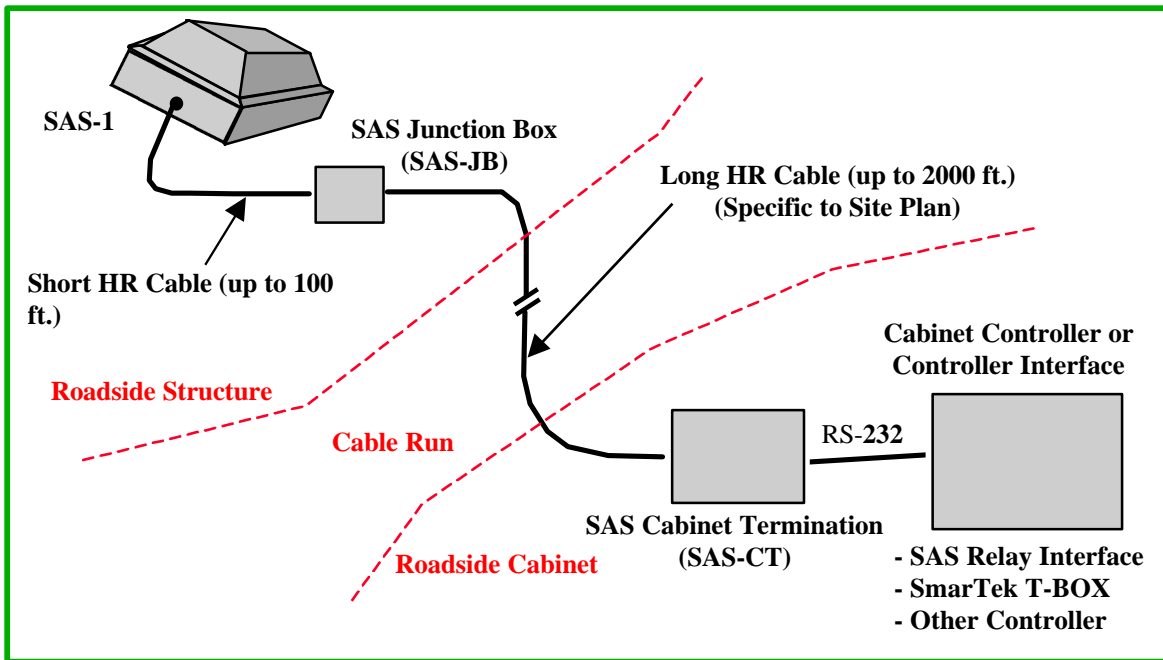 SAS-1
SAS Junction Box
(SAS-JB)
Long HR Cable (up to 2000 ft.)
(Specific to Site Plan)
Short HR Cable (up to 100
ft.)
Roadside Structure
Cable Run
Roadside Cabinet
Cabinet Controller or
Controller Interface
RS-232
SAS Cabinet Termination
(SAS-CT)
- SAS Relay Interface
- SmarTek T-BOX
- Other Controller